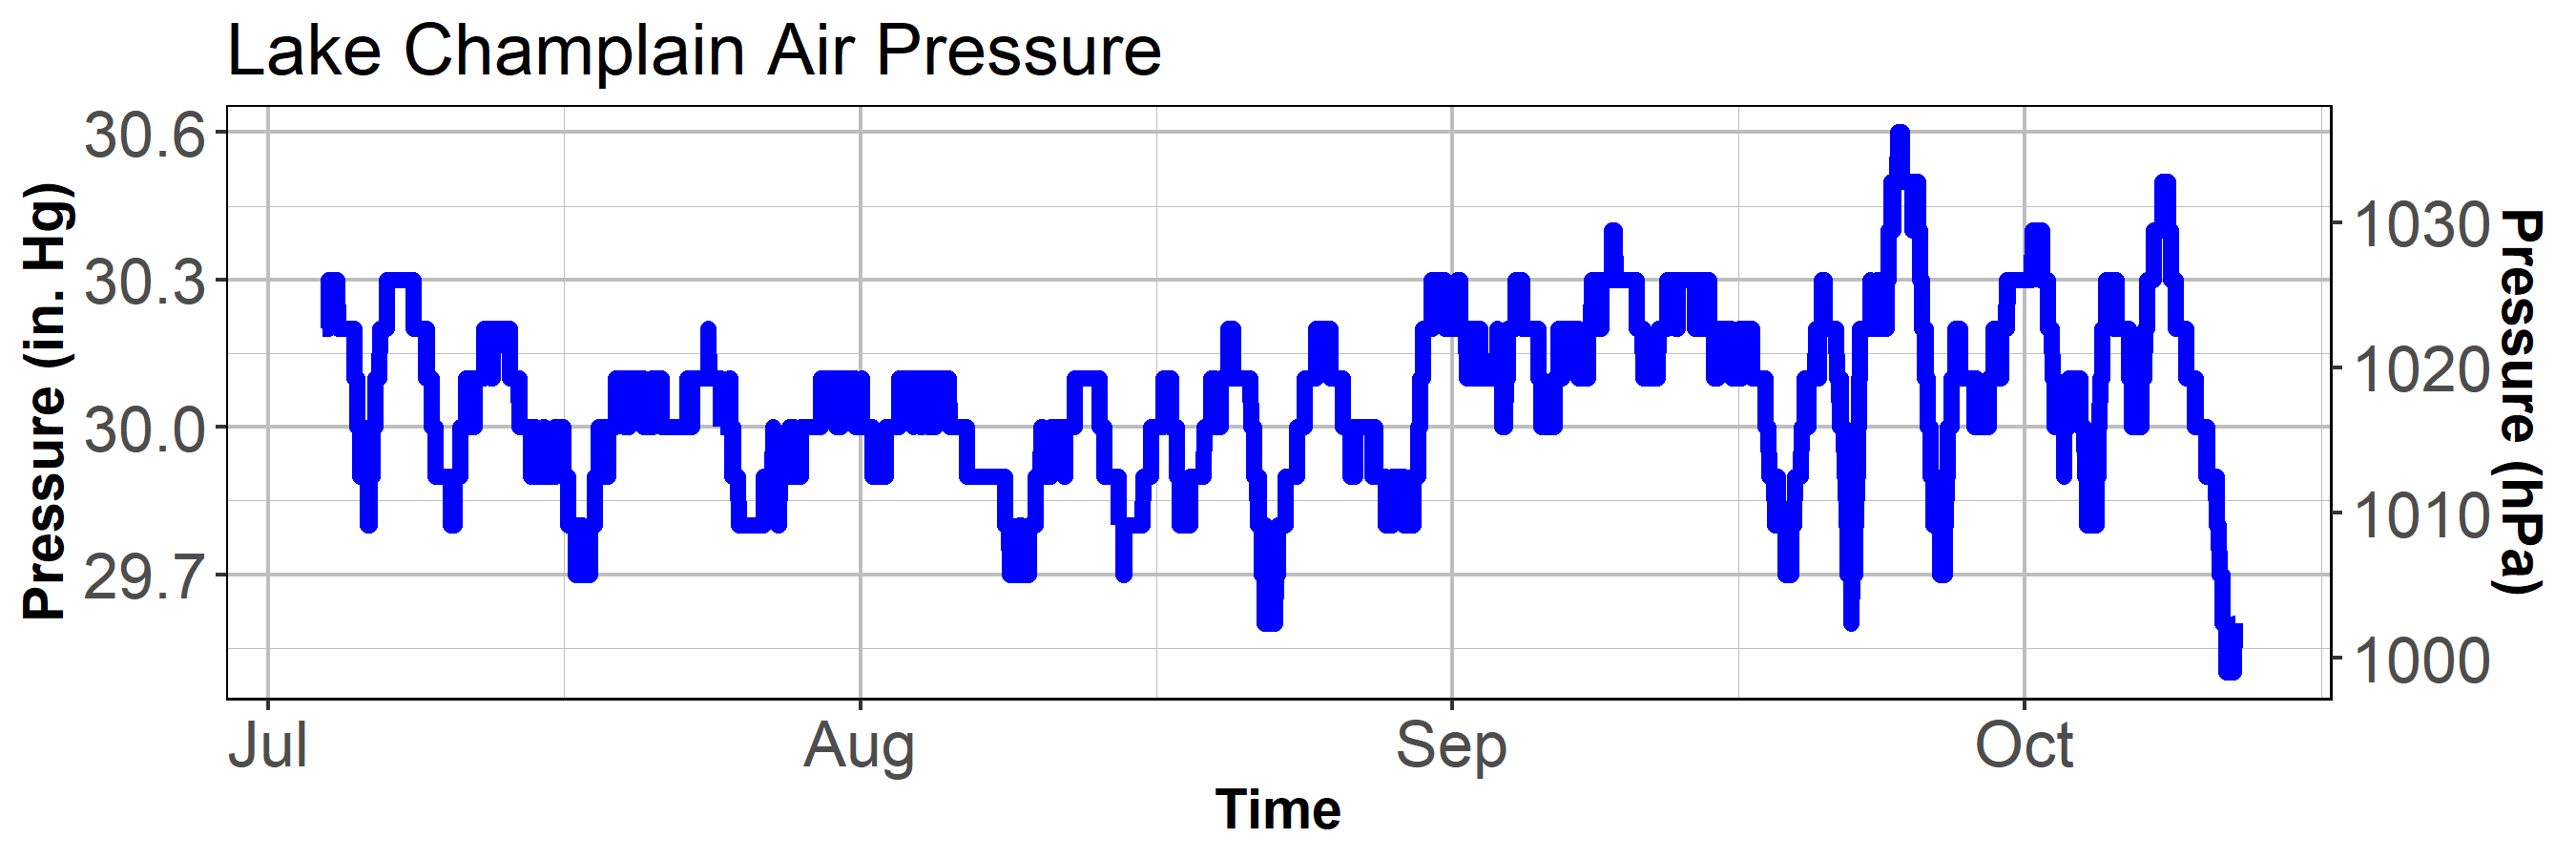 Lake Champlain Air Pressure
Pressure (in. Hg)
30.6
30.3
30.0
29.7
1030
1020
1010
1000
Pressure (hPa)
Jul Aug Sep Oct
Time